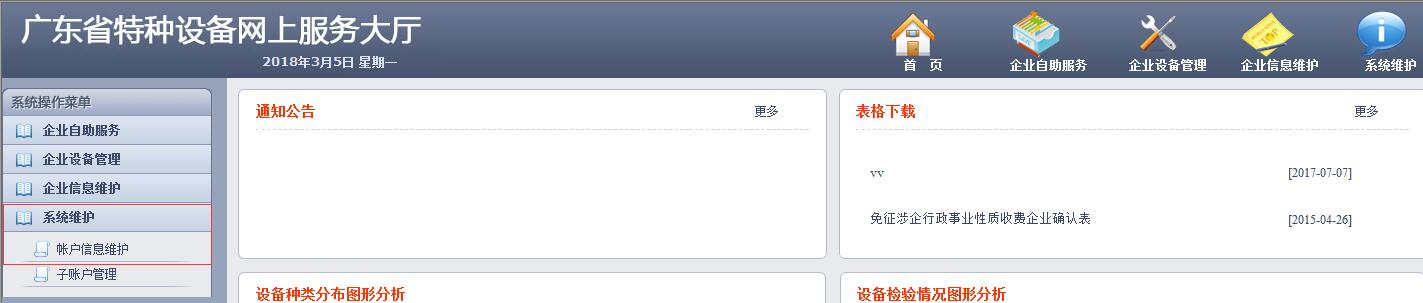 广东省特种设备网上服务大厅
2018年3月5日 星期一
首 页
企业自助服务
企业设备管理
企业信息维护
系统维护
系统操作菜单
企业自助服务
企业设备管理
企业信息维护
系统维护
帐户信息维护
子账户管理
通知公告
更多
表格下载
更多
vv
[2017-07-07]
免征涉企行政事业性质收费企业确认表
[2015-04-26]
设备种类分布图形分析
设备检验情况图形分析